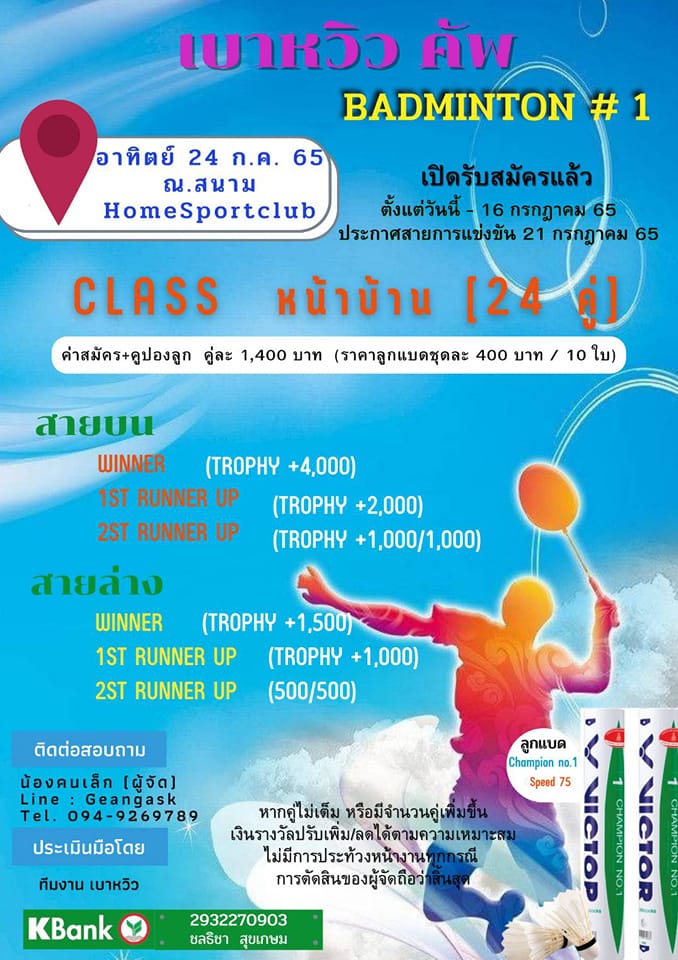 เบาหวิว คัพ
BADMINTON # 1
อาทิตย์ 24 ก.ค. 65
ณ.สนาม
HomeSportclub
เปิดรับสมัครแล้ว
ตั้งแต่วันนี้ - 16 กรกฎาคม 65
ประกาศสายการแข่งขัน 21 กรกฎาคม 65
CLASS หน้าบ้าน [24 คู่]
ค่าสมัคร+คูปองลูก คู่ละ 1,400 บาท (ราคาลูกแบดชุดละ 400 บาท / 10 ใบ)
สายบน
WINNER (TROPHY +4,000)
1ST RUNNER UP (TROPHY +2,000)
2ST RUNNER UP (TROPHY +1,000/1,000)
สายล่าง
WINNER (TROPHY +1,500)
1ST RUNNER UP (TROPHY +1,000)
2ST RUNNER UP (500/500)
ติดต่อสอบถาม
น้องคนเล็ก (ผู้จัด)
Line : Geangask
Tel. 094-9269789
ประเมินมือโดย
ทีมงาน เบาหวิว
KBank
2932270903
ชลธิชา สุขเกษม
หากคู่ไม่เต็ม หรือมีจำนวนคู่เพิ่มขึ้น
เงินรางวัลปรับเพิ่ม/ลดได้ตามความเหมาะสม
ไม่มีการประท้วงหน้างานทุกกรณี
การตัดสินของผู้จัดถือว่าสิ้นสุด
ลูกแบด
Champion no.1
Speed 75
VICTOR
1 CHAMPION NO.1
VICTOR
1 CHAMPION NO.1